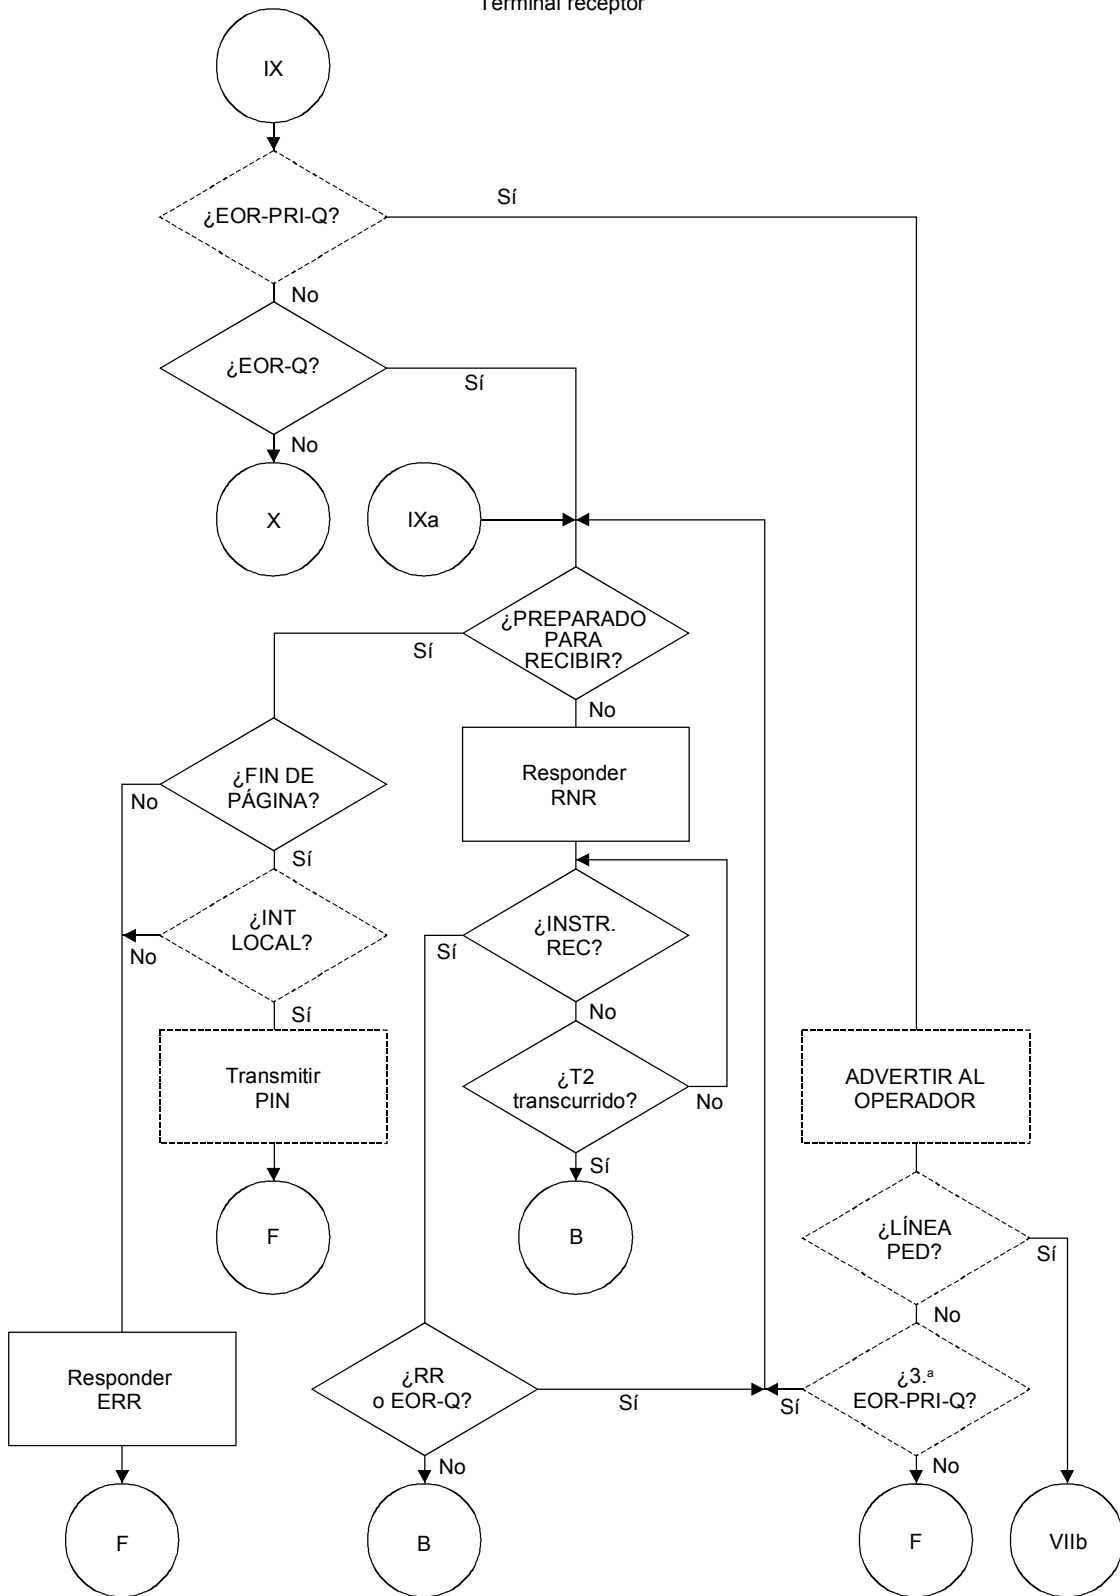 Terminal receptor
IX
¿EOR-PRI-Q?
Sí
No
¿EOR-Q?
Sí
No
X
IXa
¿PREPARADO
PARA
RECIBIR?
Sí
No
¿FIN DE
PÁGINA?
No
Sí
Responder
RNR
¿INT
LOCAL?
No
Sí
¿INSTR.
REC?
Sí
No
Transmitir
PIN
¿T2
transcurrido?
No
Sí
ADVERTIR AL
OPERADOR
F
B
¿LÍNEA
PED?
Sí
No
Responder
ERR
¿RR
o EOR-Q?
Sí
No
¿3.ª
EOR-PRI-Q?
Sí
No
F
B
F
VIIb